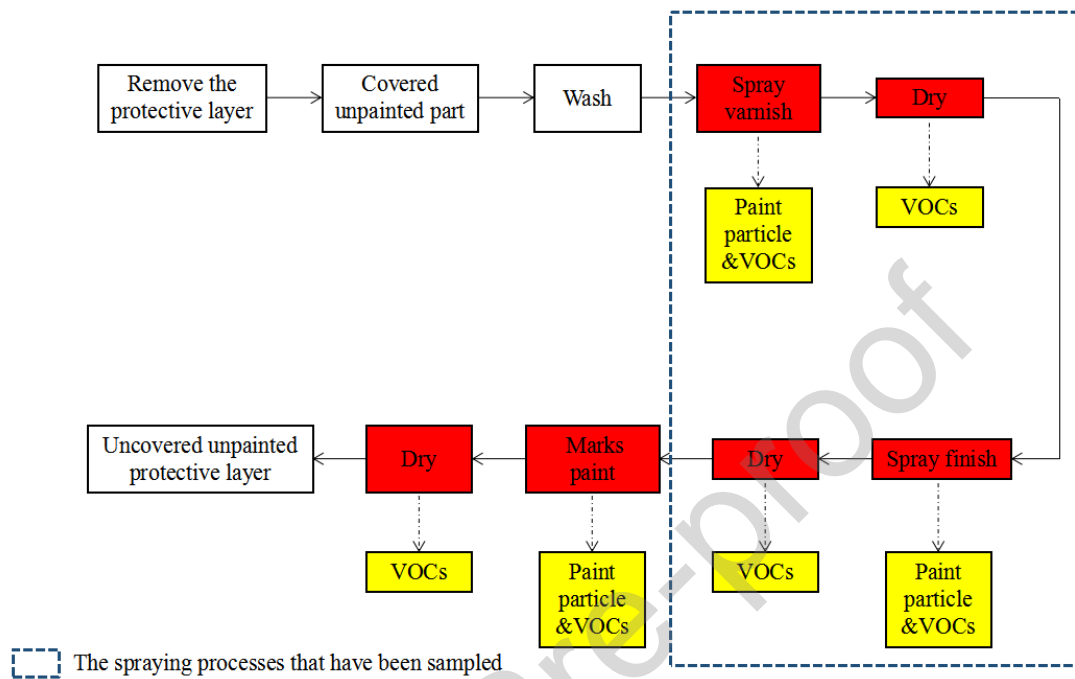 Remove the
protective layer
Covered
unpainted part
Wash
Spray
varnish
Dry
Paint
particle
&VOCs
VOCs
Uncovered unpainted
protective layer
Dry
Marks
paint
Dry
Spray finish
VOCs
Paint
particle
&VOCs
VOCs
Paint
particle
&VOCs
The spraying processes that have been sampled
re-proof